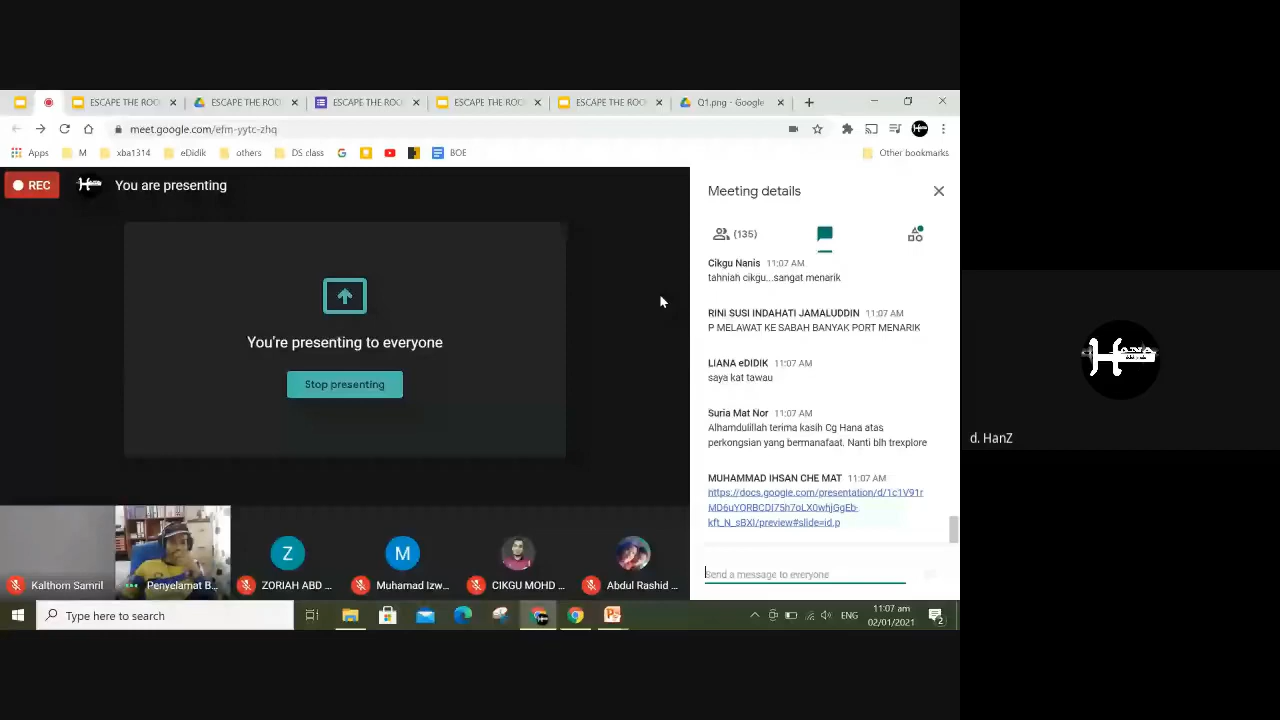 ESCAPE THE ROO
ESCAPE THE ROO
ESCAPE THE ROO
ESCAPE THE ROO
ESCAPE THE ROO
Q1.png - Google
meet.google.com/efm-yytc-zhq
Apps
M
xba1314
eDidik
others
DS class
BOE
Other bookmarks
REC
You are presenting
You're presenting to everyone
Stop presenting
Meeting details
(135)
Cikgu Nanis 11:07 AM
tahniah cikgu...sangat menarik
RINI SUSI INDAHATI JAMALUDDIN 11:07 AM
P MELAWAT KE SABAH BANYAK PORT MENARIK
LIANA eDIDIK 11:07 AM
saya kat tawau
Suria Mat Nor 11:07 AM
Alhamdulillah terima kasih Cg Hana atas
perkongsian yang bermanafaat. Nanti blh trexplore
MUHAMMAD IHSAN CHE MAT 11:07 AM
https://docs.google.com/presentation/d/1c1V91r
kft_N_sBXI/preview#slide=id.p
Send a message to everyone
Kalthom Samril
Penyelamat B...
Z
ZORIAH ABD ...
M
Muhamad Izw...
CIKGU MOHD ...
Abdul Rashid ...
Type here to search
ENG
11:07 am
02/01/2021
2
d. HanZ